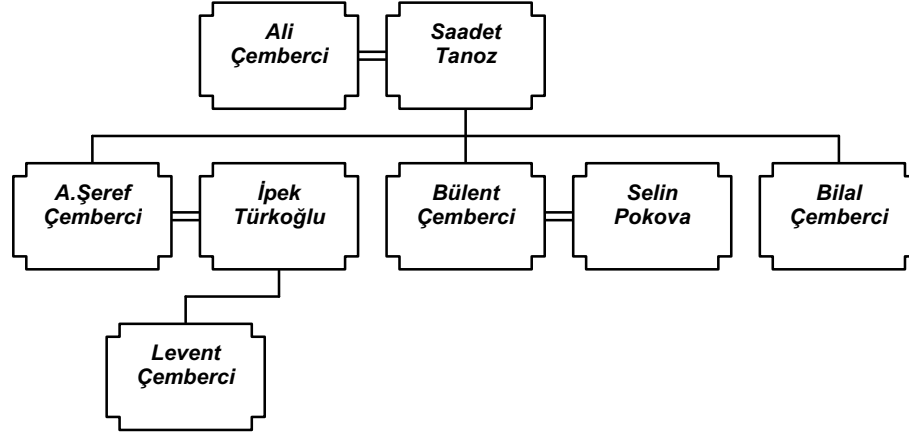 Ali
Çemberci
Saadet
Tanoz
A.Şeref
Çemberci
İpek
Türkoğlu
Bülent
Çemberci
Selin
Pokova
Bilal
Çemberci
Levent
Çemberci